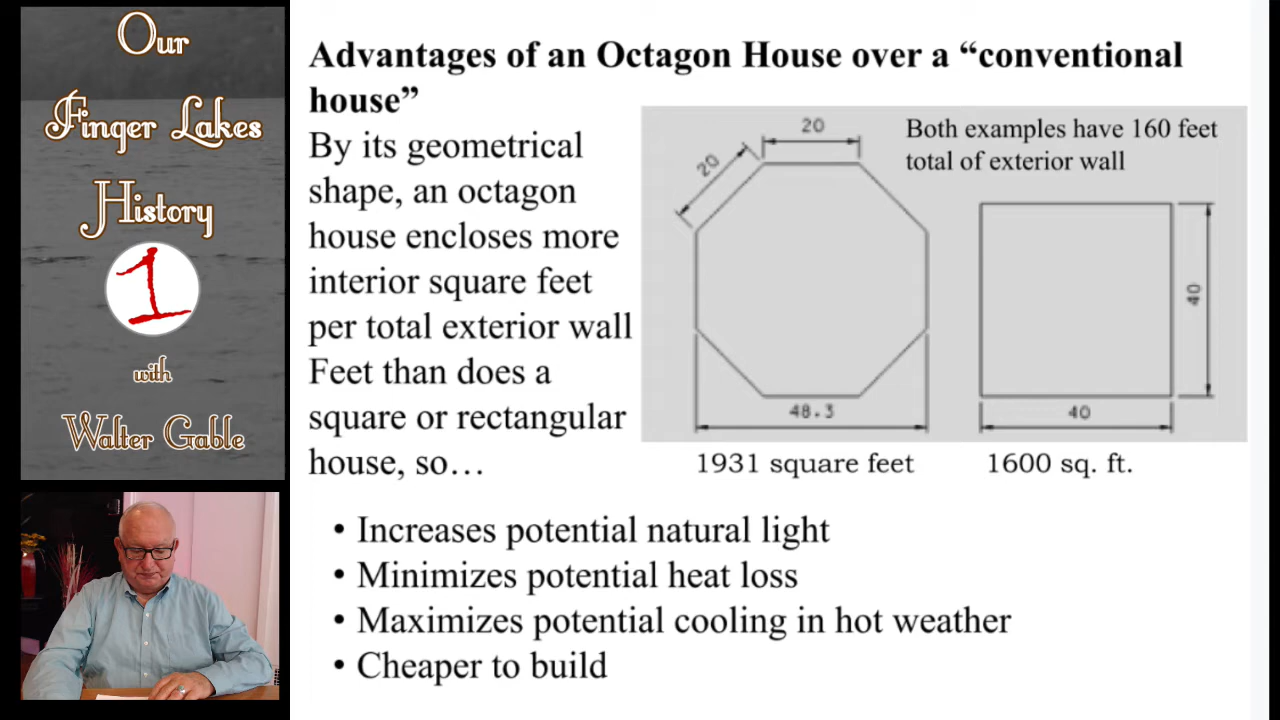 Our
Finger Lakes
History
1
with
Walter Gable
Advantages of an Octagon House over a “conventional
house”
By its geometrical
shape, an octagon
house encloses more
interior square feet
per total exterior wall
Feet than does a
square or rectangular
house, so…
20
20
48.3
Both examples have 160 feet
total of exterior wall
40
40
1931 square feet
1600 sq. ft.
• Increases potential natural light
• Minimizes potential heat loss
• Maximizes potential cooling in hot weather
• Cheaper to build